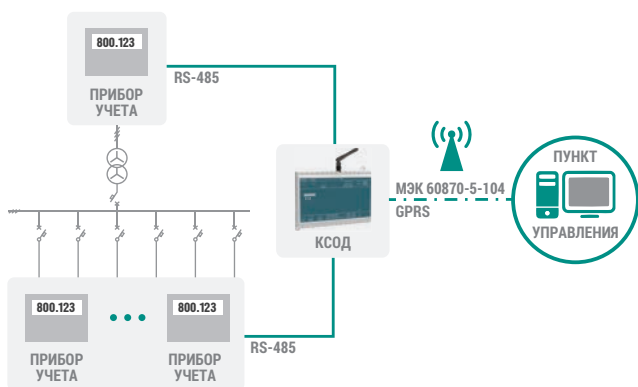 800.123
ПРИБОР
УЧЕТА
RS-485
МЭК 60870-5-104
GPRS
ПУНКТ
УПРАВЛЕНИЯ
КСОД
800.123
800.123
ПРИБОР
УЧЕТА
ПРИБОР
УЧЕТА
RS-485